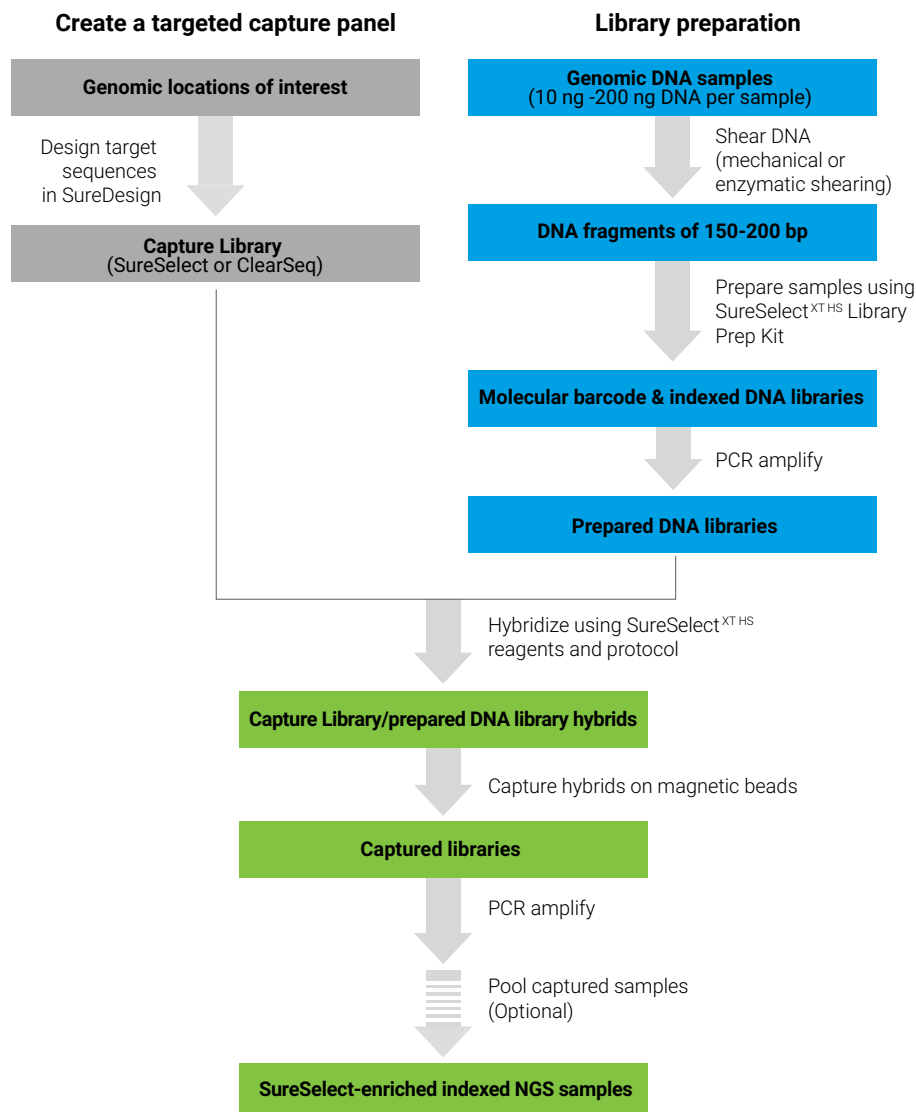 Create a targeted capture panel
Genomic locations of interest
Design target
sequences
in SureDesign
Capture Library
(SureSelect or ClearSeq)
Library preparation
Genomic DNA samples
(10 ng -200 ng DNA per sample)
Shear DNA
(mechanical or
enzymatic shearing)
DNA fragments of 150-200 bp
Prepare samples using
SureSelect^XT HS Library
Prep Kit
Molecular barcode & indexed DNA libraries
PCR amplify
Prepared DNA libraries
Hybridize using SureSelect^XT HS
reagents and protocol
Capture Library/prepared DNA library hybrids
Capture hybrids on magnetic beads
Captured libraries
PCR amplify
Pool captured samples
(Optional)
SureSelect-enriched indexed NGS samples